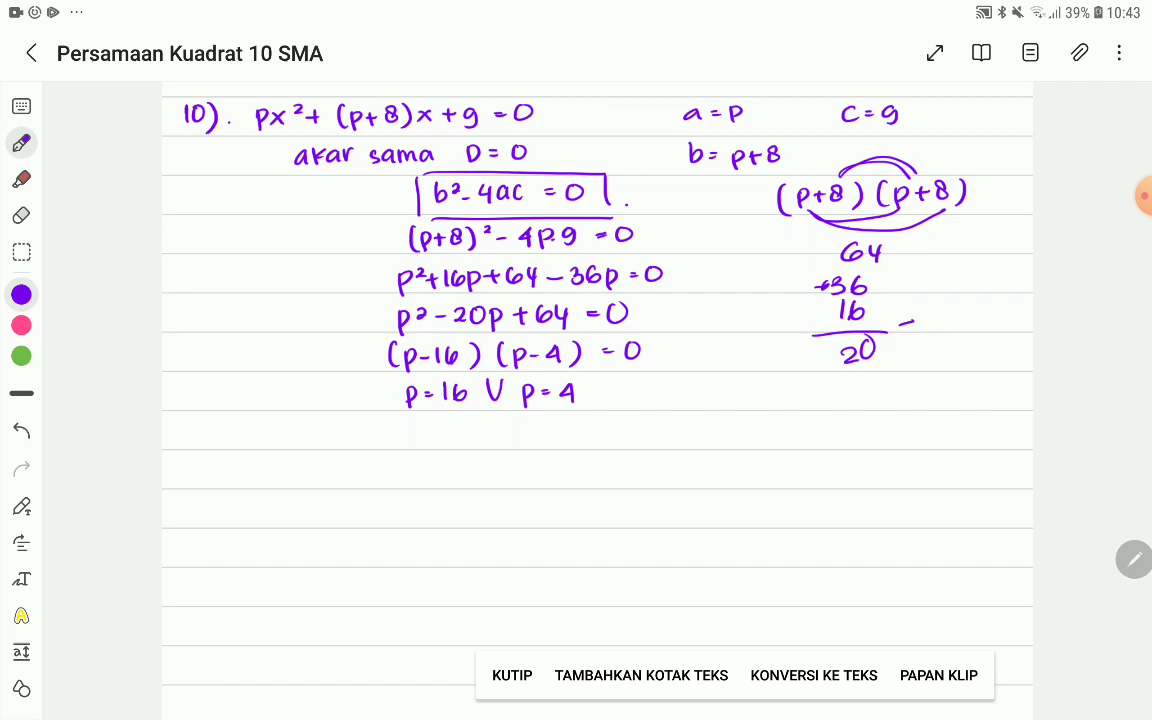 39% 10:43
Persamaan Kuadrat 10 SMA
10). px² + (p+8)x + 9 = 0
a = p
c = 9
akar sama D = 0
b = p+8
b² - 4ac = 0
(p+8)(p+8)
(p+8)² - 4p.9 = 0
64
p² + 16p + 64 - 36p = 0
-36
16
p² - 20p + 64 = 0
20
(p-16) (p-4) = 0
p = 16 V p = 4
KUTIP TAMBAHKAN KOTAK TEKS KONVERSI KE TEKS PAPAN KLIP